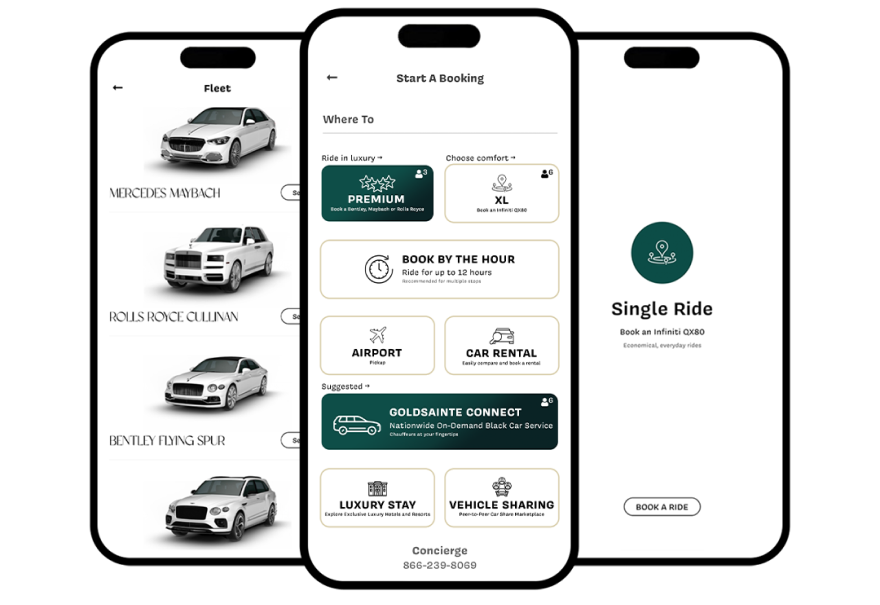 Fleet
MERCEDES MAYBACH
ROLLS ROYCE CULLINAN
BENTLEY FLYING SPUR
Start A Booking
Where To
Ride in luxury
3
PREMIUM
Book a Bentley, Maybach or Rolls Royce
Choose comfort
6
XL
Book an Infiniti QX80
BOOK BY THE HOUR
Ride for up to 12 hours
Recommended for multiple stops
AIRPORT
Pickup
CAR RENTAL
Easily compare and book a rental
Suggested
6
GOLDSAINTE CONNECT
Nationwide On-Demand Black Car Service
Chauffeurs at your fingertips
LUXURY STAY
Explore Exclusive Luxury Hotels and Resorts
VEHICLE SHARING
Peer-to-Peer Car Share Marketplace
Concierge
866-239-8069
Single Ride
Book an Infiniti QX80
Economical, everyday rides
BOOK A RIDE